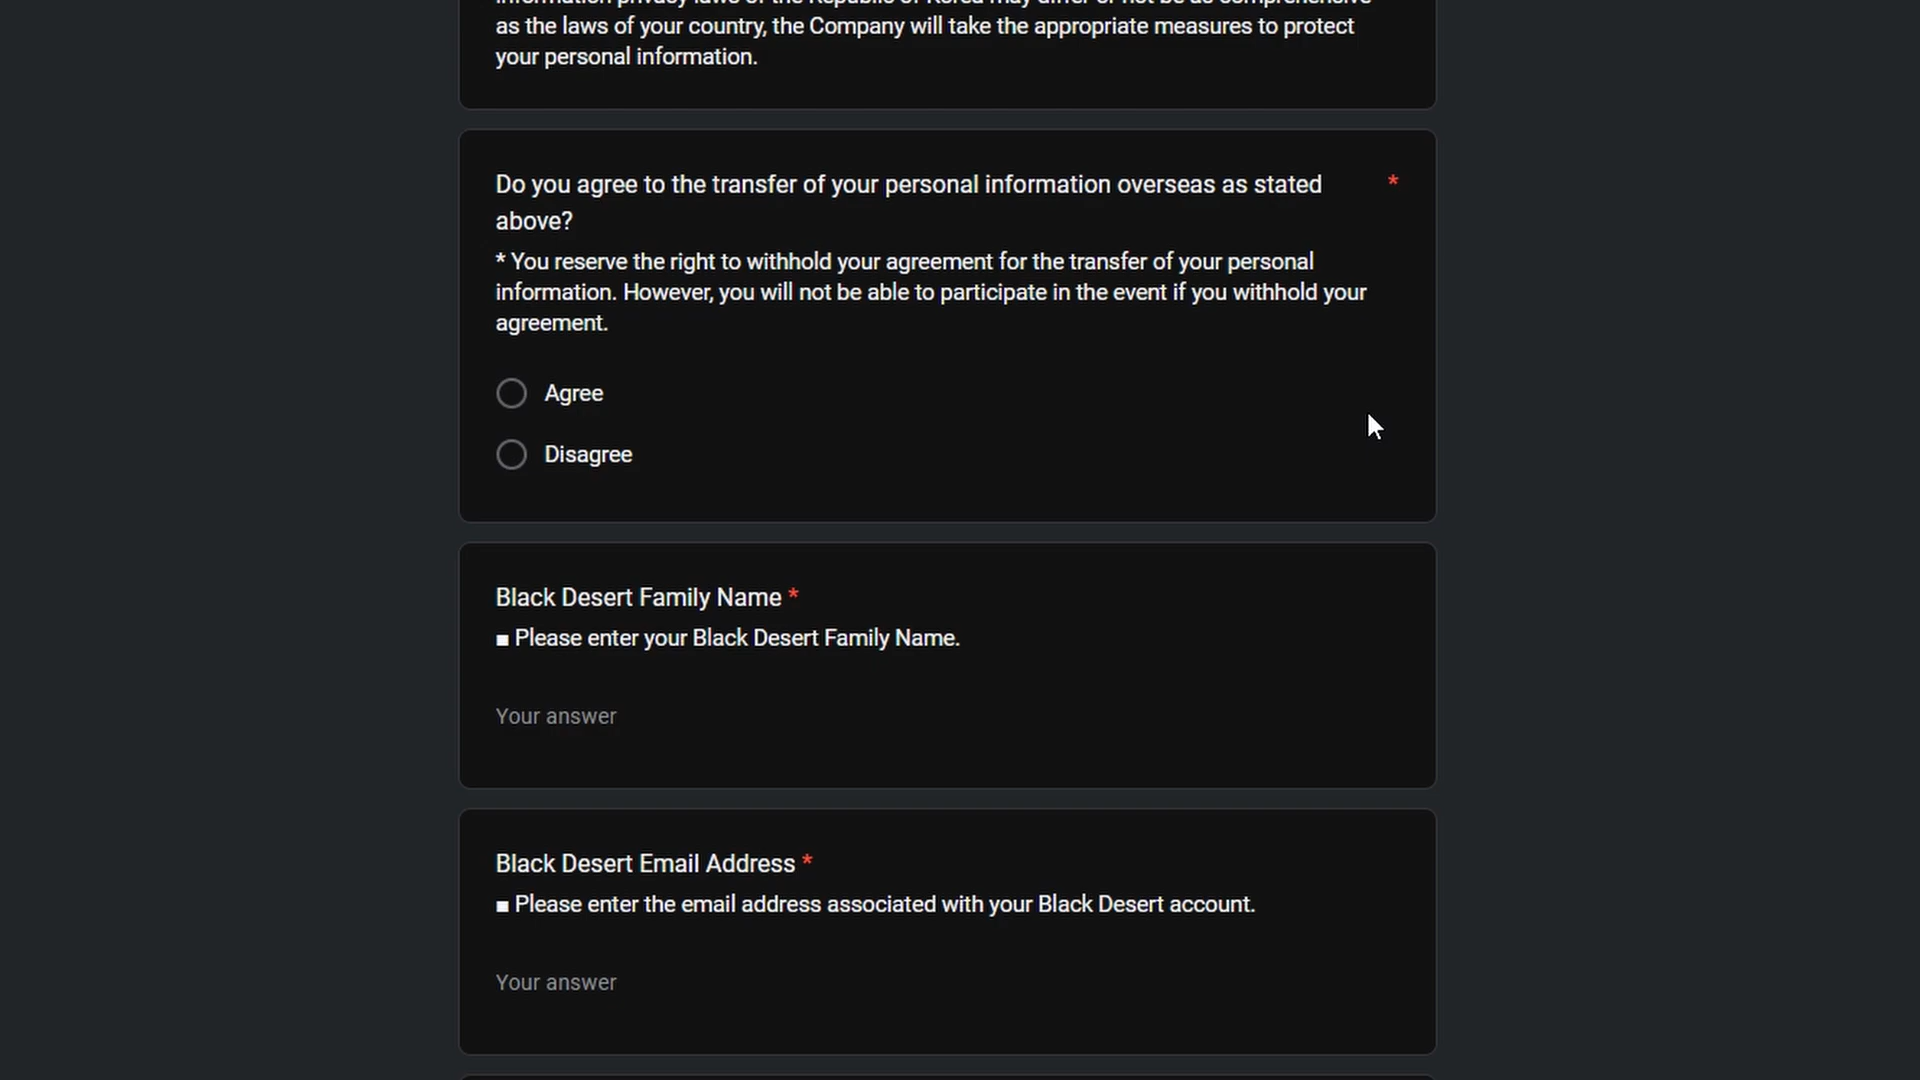 as the laws of your country, the Company will take the appropriate measures to protect
your personal information.
Do you agree to the transfer of your personal information overseas as stated *
above?
* You reserve the right to withhold your agreement for the transfer of your personal
information. However, you will not be able to participate in the event if you withhold your
agreement.
Agree
Disagree
Black Desert Family Name *
■ Please enter your Black Desert Family Name.
Your answer
Black Desert Email Address *
■ Please enter the email address associated with your Black Desert account.
Your answer